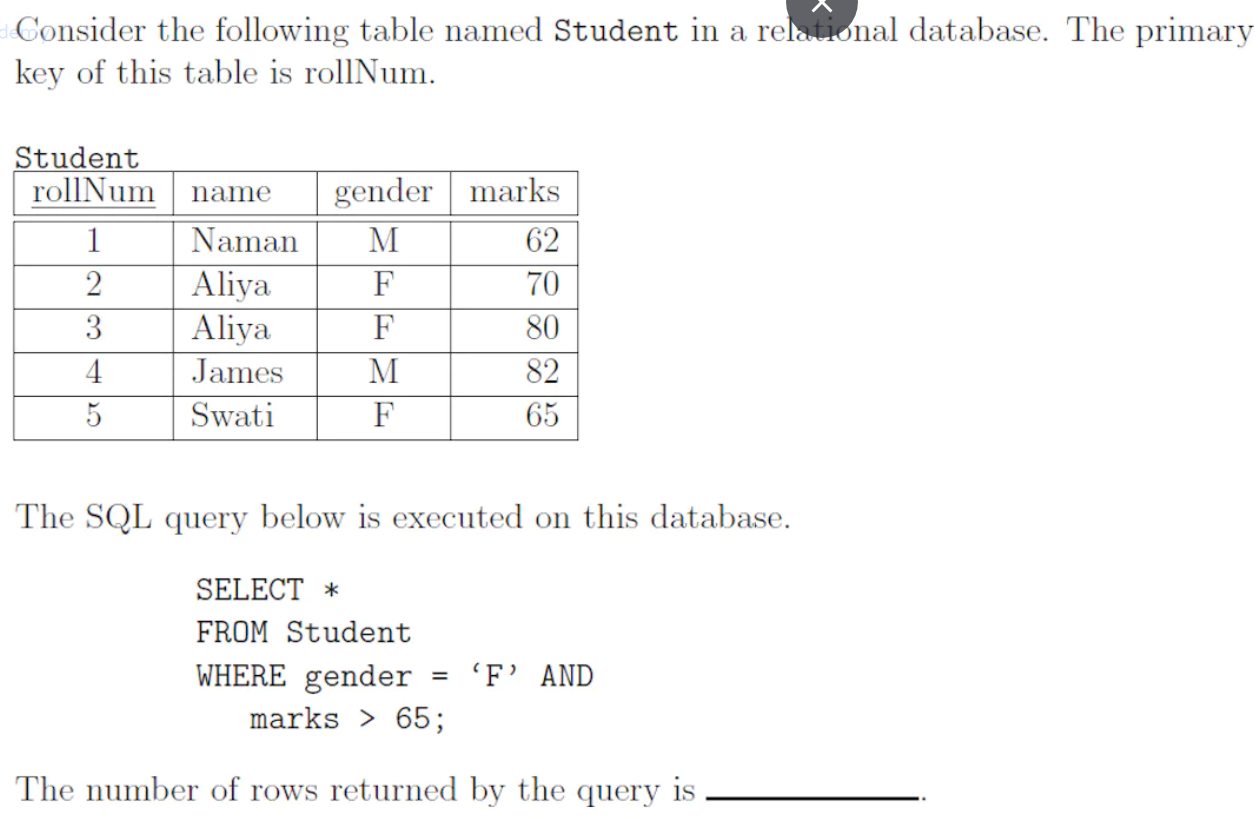 Consider the following table named Student in a relational database. The primary
key of this table is rollNum.
Student
rollNum name gender marks
1 Naman M 62
2 Aliya F 70
3 Aliya F 80
4 James M 82
5 Swati F 65
The SQL query below is executed on this database.
SELECT *
FROM Student
WHERE gender = ‘F’ AND
marks > 65;
The number of rows returned by the query is ____________.